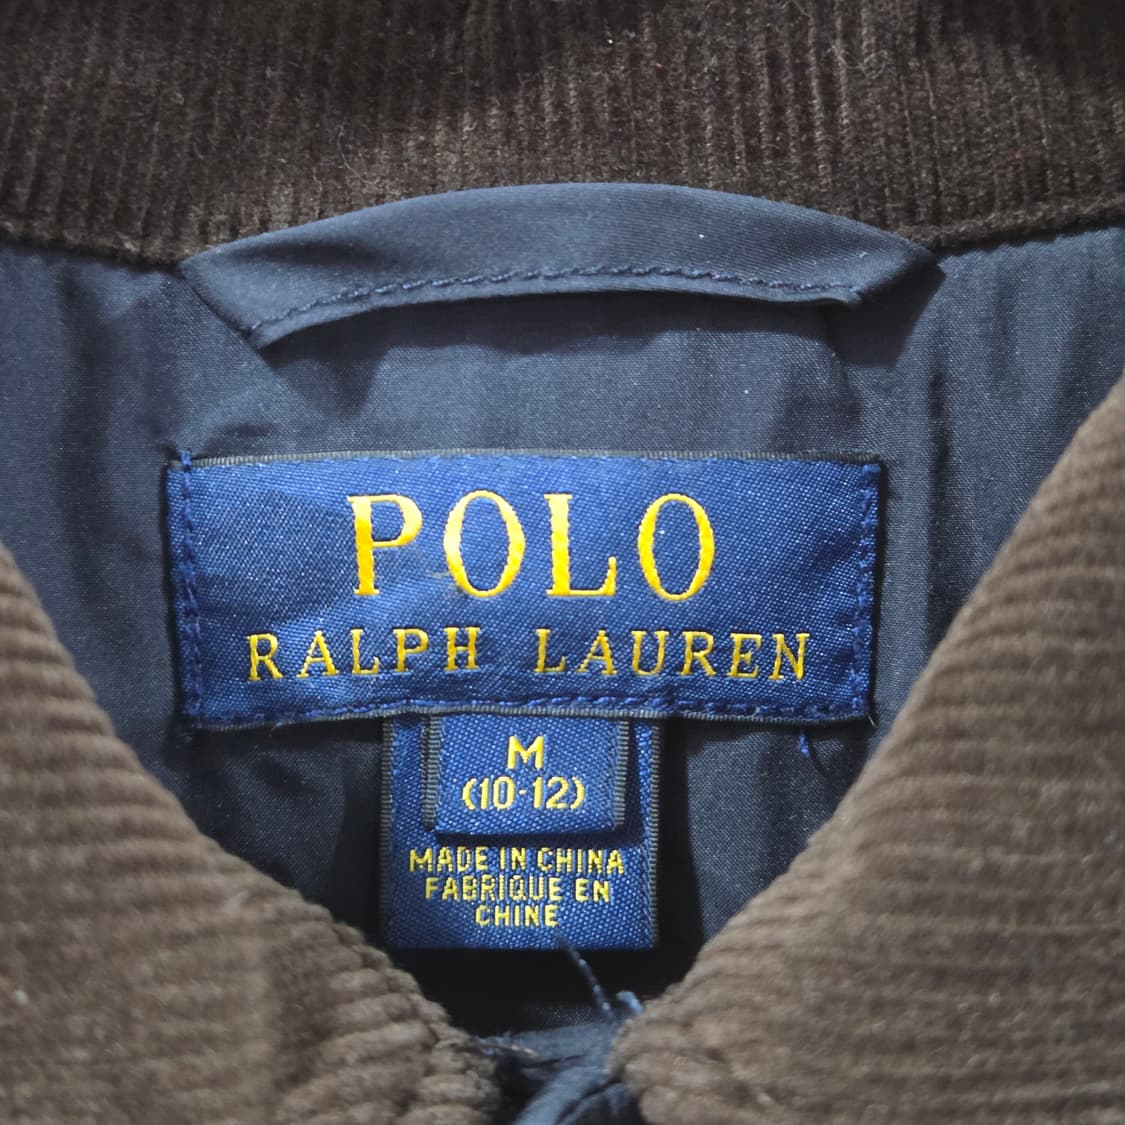 POLO
RALPH LAUREN
M
(10-12)
MADE IN CHINA
FABRIQUE EN
CHINE